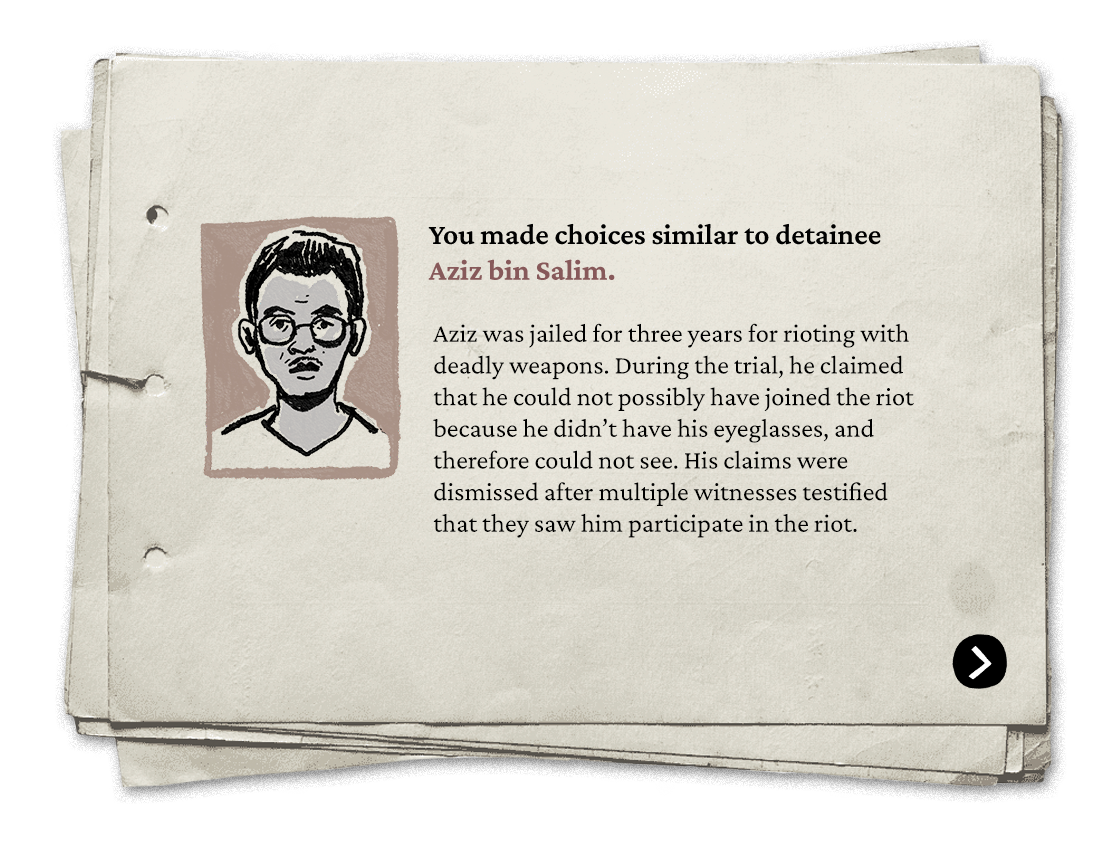 You made choices similar to detainee
Aziz bin Salim.
Aziz was jailed for three years for rioting with
deadly weapons. During the trial, he claimed
that he could not possibly have joined the riot
because he didn’t have his eyeglasses, and
therefore could not see. His claims were
dismissed after multiple witnesses testified
that they saw him participate in the riot.